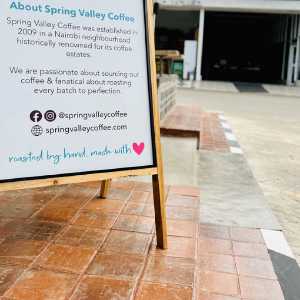 About Spring Valley Coffee
Spring Valley Coffee was established in
2009 in a Nairobi neighbourhood
historically renowned for its coffee
estates.
We are passionate about sourcing our
coffee & fanatical about roasting
every batch to perfection.
@springvalleycoffee
springvalleycoffee.com
roasted by hand, made with